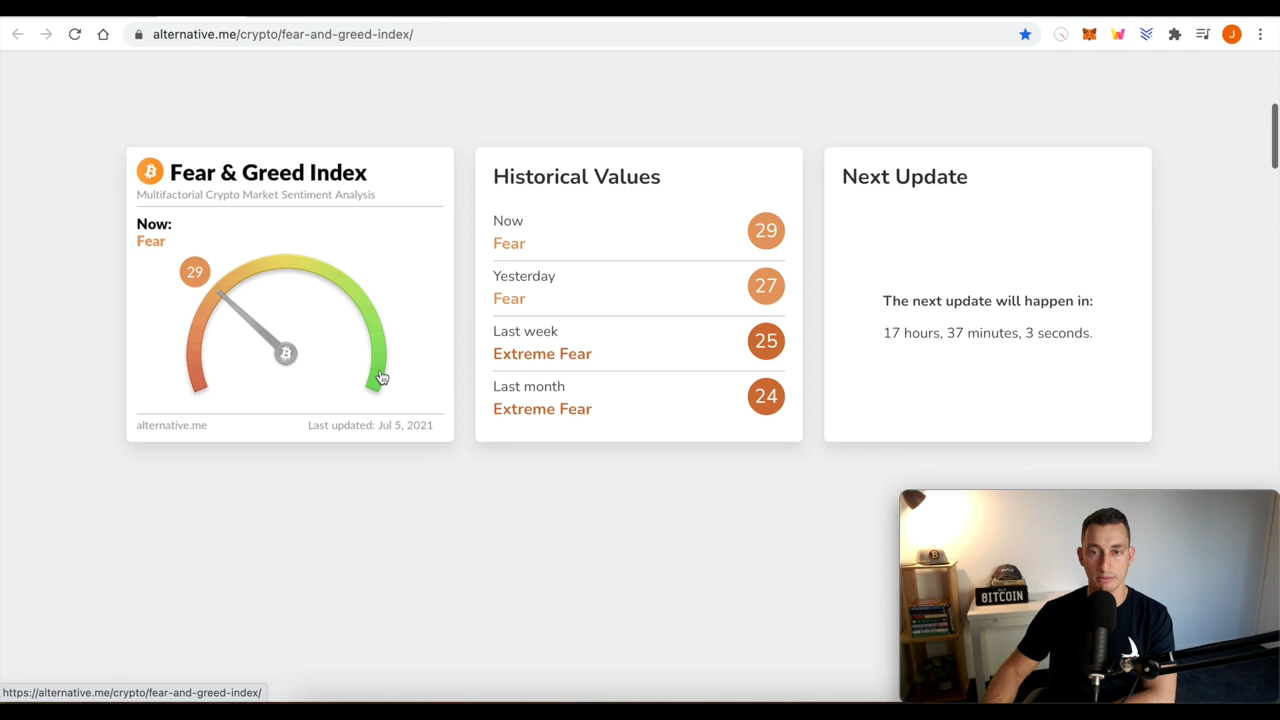 alternative.me/crypto/fear-and-greed-index/
J
Fear & Greed Index
Multifactorial Crypto Market Sentiment Analysis
Now:
Fear
29
alternative.me
Last updated: Jul 5, 2021
Historical Values
Now
Fear
29
Yesterday
Fear
27
Last week
Extreme Fear
25
Last month
Extreme Fear
24
Next Update
The next update will happen in:
17 hours, 37 minutes, 3 seconds.
BITCOIN
https://alternative.me/crypto/fear-and-greed-index/